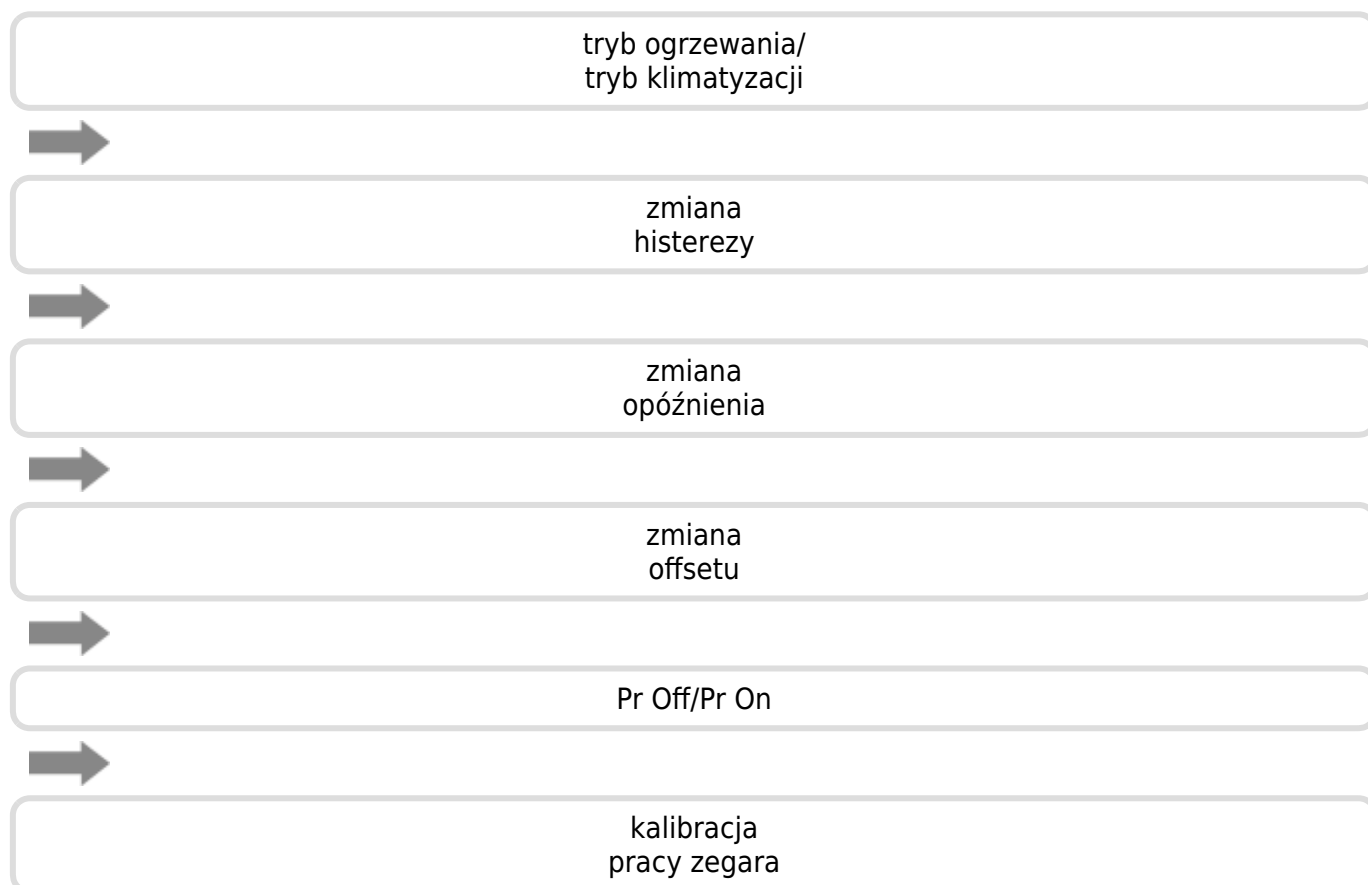 tryb ogrzewania/
tryb klimatyzacji
zmiana
histerezy
zmiana
opóźnienia
zmiana
offsetu
Pr Off/Pr On
kalibracja
pracy zegara